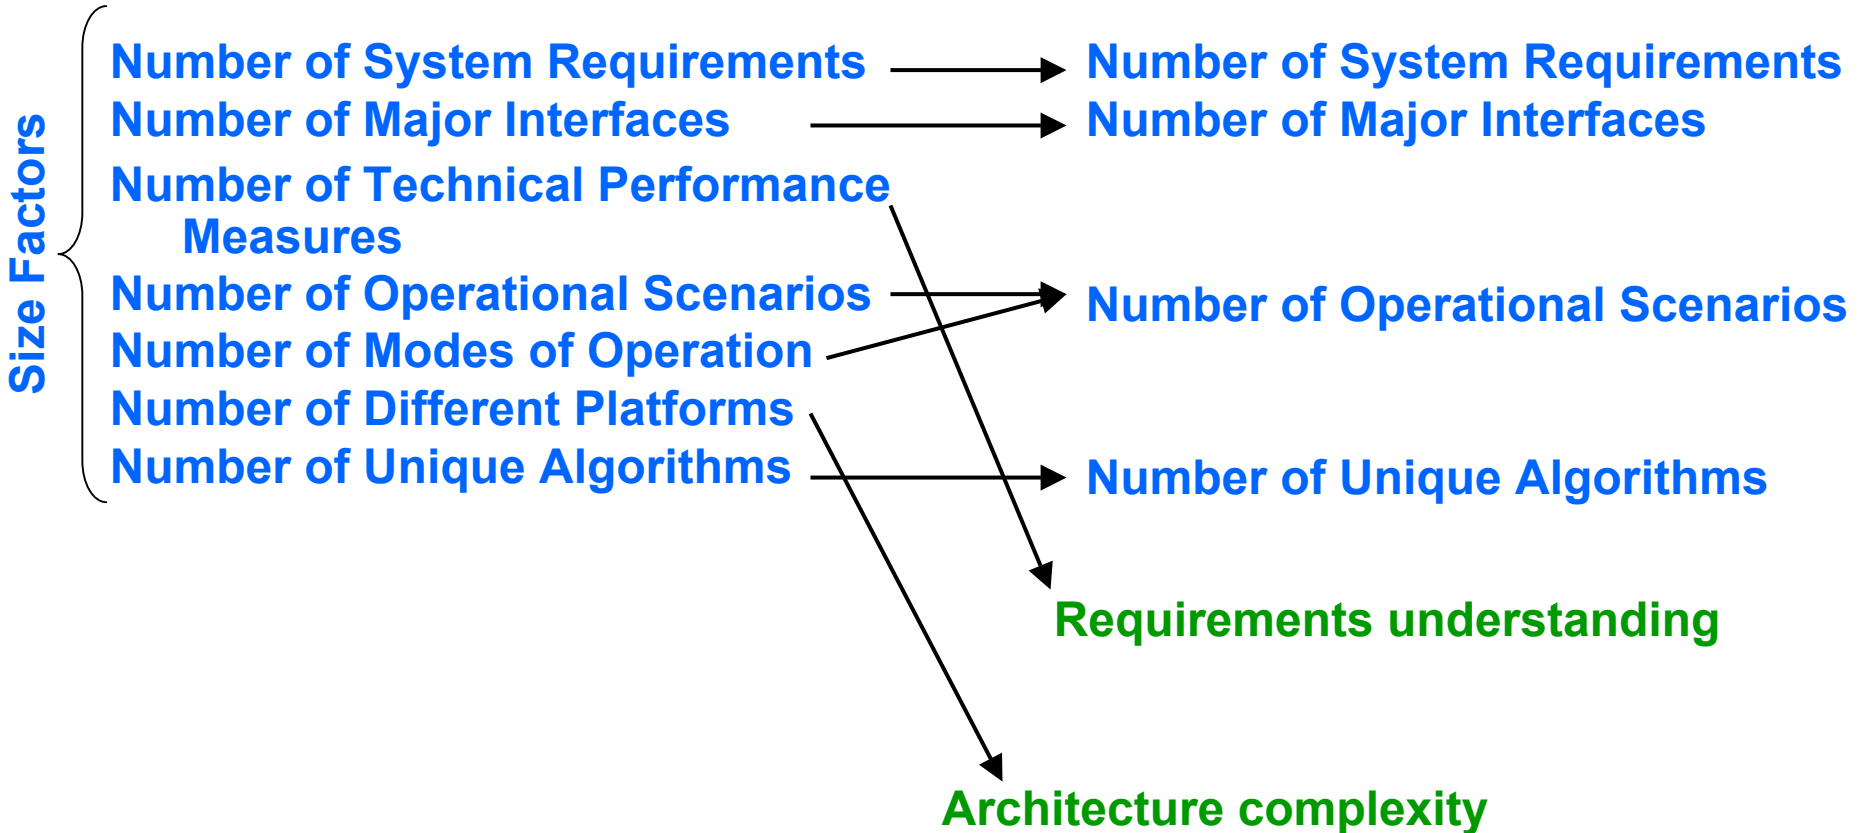 Size Factors
Number of System Requirements
Number of Major Interfaces
Number of Technical Performance
Measures
Number of Operational Scenarios
Number of Modes of Operation
Number of Different Platforms
Number of Unique Algorithms
Number of System Requirements
Number of Major Interfaces
Number of Operational Scenarios
Number of Unique Algorithms
Requirements understanding
Architecture complexity